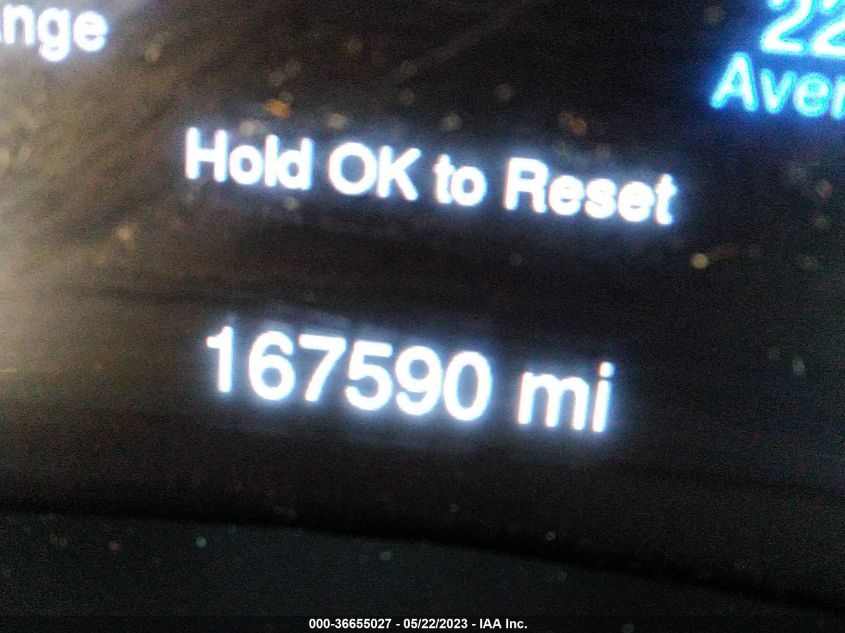 nge
22
Aver
Hold OK to Reset
167590 mi
000-36655027 - 05/22/2023 - IAA Inc.